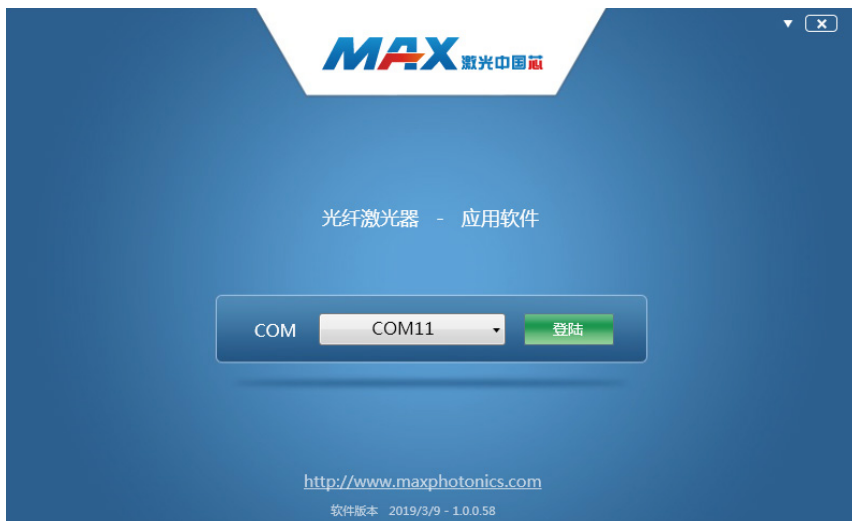 MAX 激光中国芯
光纤激光器 - 应用软件
COM COM11 登陆
http://www.maxphotonics.com
软件版本 2019/3/9 - 1.0.0.58